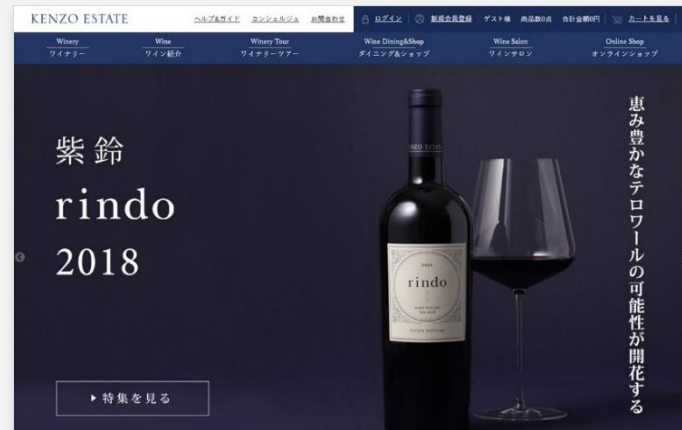 KENZO ESTATE
ヘルプ&ガイド コンシェルジュ お問合わせ
ログイン 新規会員登録 ゲスト様 商品数0点 合計金額0円 カートを見る
Winery Wine Winery Tour Wine Dining&Shop Wine Salon Online Shop
ワイナリー ワイン紹介 ワイナリーツアー ダイニング&ショップ ワインサロン オンラインショップ
紫鈴
rindo
2018
特集を見る
KENZO ESTATE
rindo
恵み豊かなテロワールの可能性が開花する